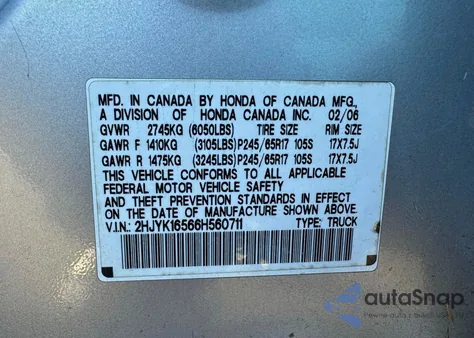 MFD. IN CANADA BY HONDA OF CANADA MFG.,
A DIVISION OF HONDA CANADA INC. 02/06
GVWR 2745KG (6050LBS) TIRE SIZE RIM SIZE
GAWR F 1410KG (3105LBS)P245/65R17 105S 17X7.5J
GAWR R 1475KG (3245LBS)P245/65R17 105S 17X7.5J
THIS VEHICLE CONFORMS TO ALL APPLICABLE
FEDERAL MOTOR VEHICLE SAFETY
AND THEFT PREVENTION STANDARDS IN EFFECT
ON THE DATE OF MANUFACTURE SHOWN ABOVE.
V.I.N.: 2HJYK16566H560711 TYPE: TRUCK
autaSnap
Pewne auto z